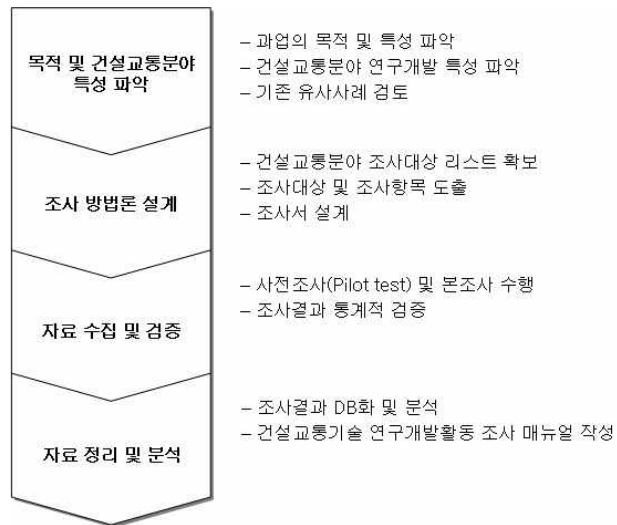 목적 및 건설교통분야
특성 파악
– 과업의 목적 및 특성 파악
– 건설교통분야 연구개발 특성 파악
– 기존 유사사례 검토
조사 방법론 설계
– 건설교통분야 조사대상 리스트 확보
– 조사대상 및 조사항목 도출
– 조사서 설계
자료 수집 및 검증
– 사전조사(Pilot test) 및 본조사 수행
– 조사결과 통계적 검증
자료 정리 및 분석
– 조사결과 DB화 및 분석
– 건설교통기술 연구개발활동 조사 매뉴얼 작성